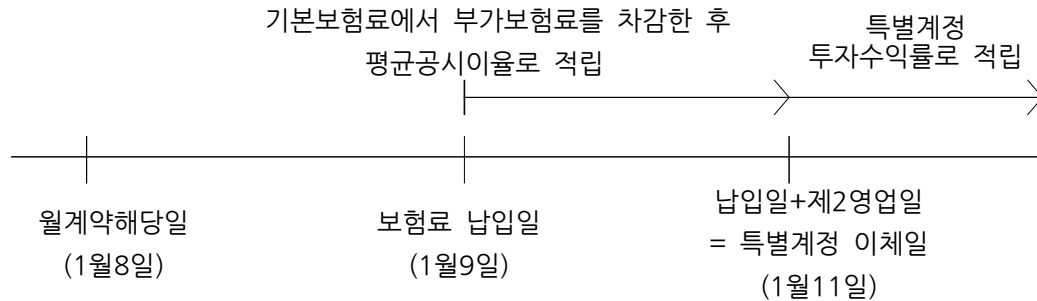 기본보험료에서 부가보험료를 차감한 후
평균공시이율로 적립
특별계정
투자수익률로 적립
월계약해당일
(1월8일)
보험료 납입일
(1월9일)
납입일+제2영업일
= 특별계정 이체일
(1월11일)